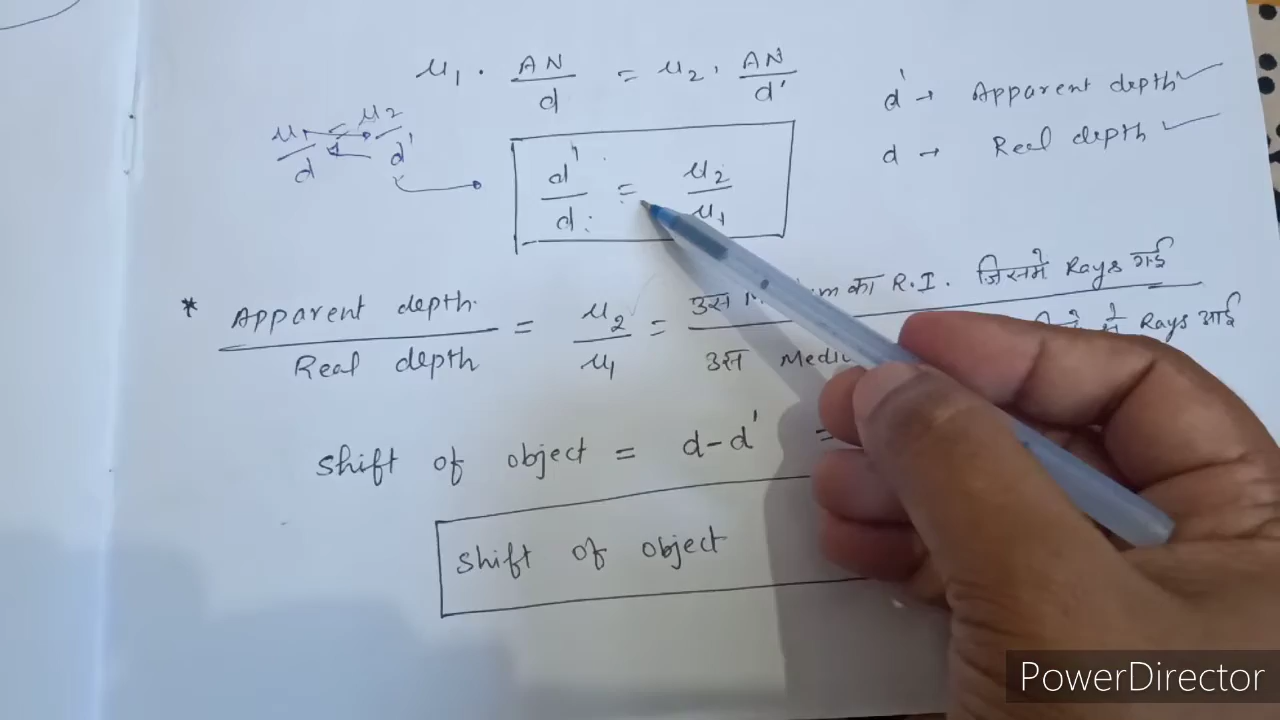 μ₁ . AN/d = μ₂ . AN/d'
d' → Apparent depth
d → Real depth
μ₁/d = μ₂/d'
d'/d = μ₂/μ₁
* Apparent depth / Real depth = μ₂/μ₁ = उस का R.I. जिसमे Rays गई / उस Rays आई
Shift of object = d-d' =
Shift of object
PowerDirector